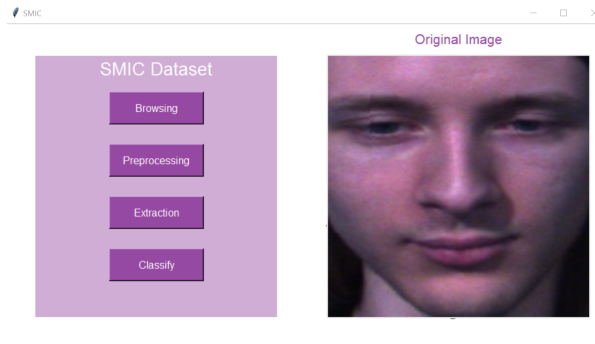 SMIC
Original Image
SMIC Dataset
Browsing
Preprocessing
Extraction
Classify